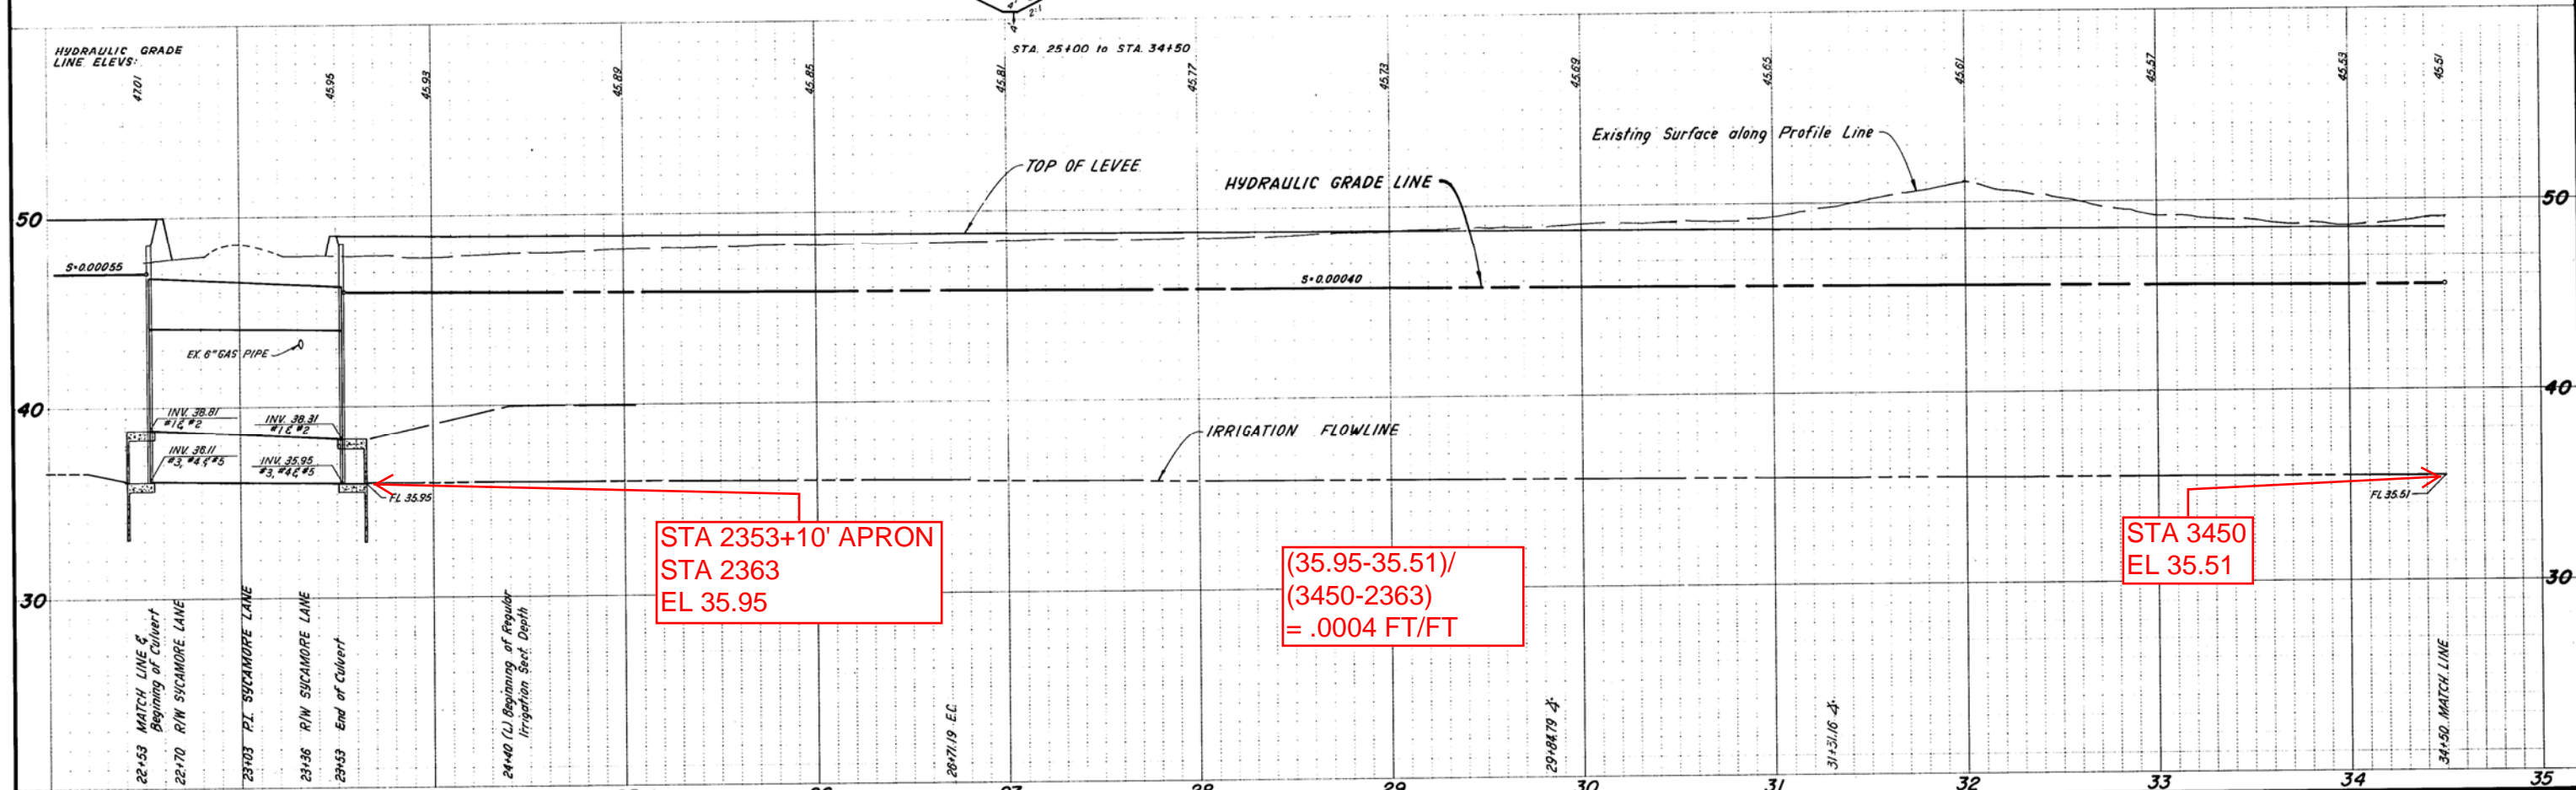 4'
2:1
4'
HYDRAULIC GRADE
LINE ELEVS:
STA. 25+00 to STA. 34+50
47.01
45.95
45.93
45.89
45.85
45.81
45.77
45.73
45.69
45.65
45.61
45.57
45.53
45.51
Existing Surface along Profile Line
TOP OF LEVEE
HYDRAULIC GRADE LINE
50
50
S=0.00055
S=0.00040
EX. 6" GAS PIPE
40
40
INV. 38.81
#1 & #2
INV. 38.31
#1 & #2
IRRIGATION FLOWLINE
INV. 36.11
#3, #4 & #5
INV. 35.95
#3, #4 & #5
FL 35.95
FL 35.51
STA 2353+10' APRON
STA 2363
EL 35.95
(35.95-35.51)/
(3450-2363)
= .0004 FT/FT
STA 3450
EL 35.51
30
30
22+53 MATCH LINE &
Beginning of Culvert
22+70 R/W SYCAMORE LANE
23+03 P.I. SYCAMORE LANE
23+36 R/W SYCAMORE LANE
23+53 End of Culvert
24+40 (L) Beginning of Regular
Irrigation Sect. Depth
26+71.19 E.C.
29+84.79
31+31.16
34+50 MATCH LINE
27
28
29
30
31
32
33
34
35